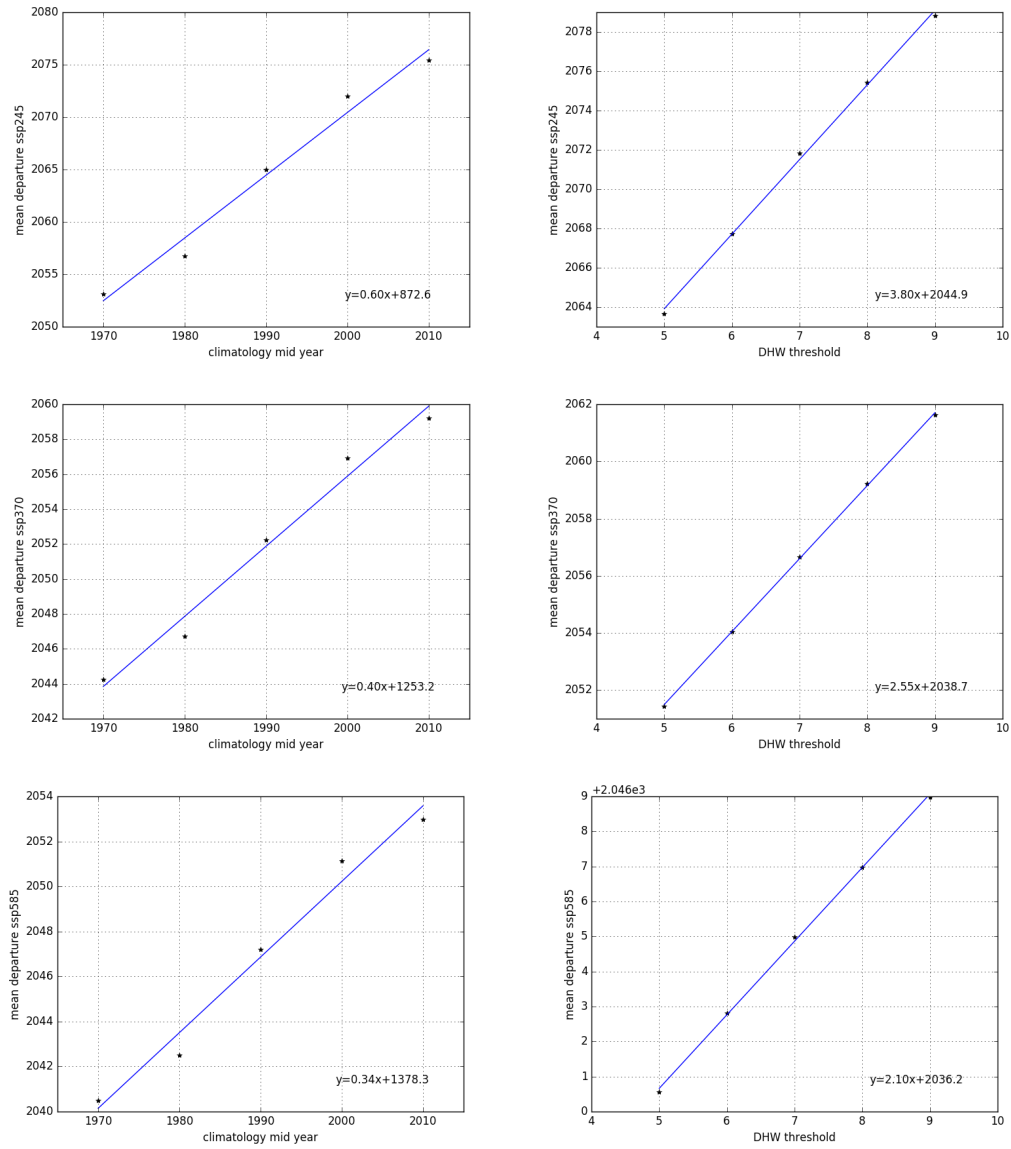 2080
2075
2070
2065
2060
2055
2050
mean departure ssp245
1970 1980 1990 2000 2010
climatology mid year
y=0.60x+872.6
2078
2076
2074
2072
2070
2068
2066
2064
mean departure ssp245
4 5 6 7 8 9 10
DHW threshold
y=3.80x+2044.9
2060
2058
2056
2054
2052
2050
2048
2046
2044
2042
mean departure ssp370
1970 1980 1990 2000 2010
climatology mid year
y=0.40x+1253.2
2062
2060
2058
2056
2054
2052
mean departure ssp370
4 5 6 7 8 9 10
DHW threshold
y=2.55x+2038.7
2054
2052
2050
2048
2046
2044
2042
2040
mean departure ssp585
1970 1980 1990 2000 2010
climatology mid year
y=0.34x+1378.3
+2.046e3
9
8
7
6
5
4
3
2
1
0
mean departure ssp585
4 5 6 7 8 9 10
DHW threshold
y=2.10x+2036.2